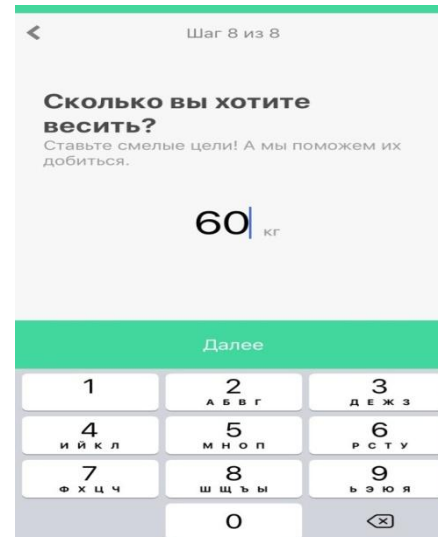 Шаг 8 из 8
Сколько вы хотите
весить?
Ставьте смелые цели! А мы поможем их
добиться.
60 кг
Далее
1 2 3
А Б В Г Д Е Ж З
4 5 6
И Й К Л М Н О П Р С Т У
7 8 9
Ф Х Ц Ч Ш Щ Ъ Ы Ь Э Ю Я
0